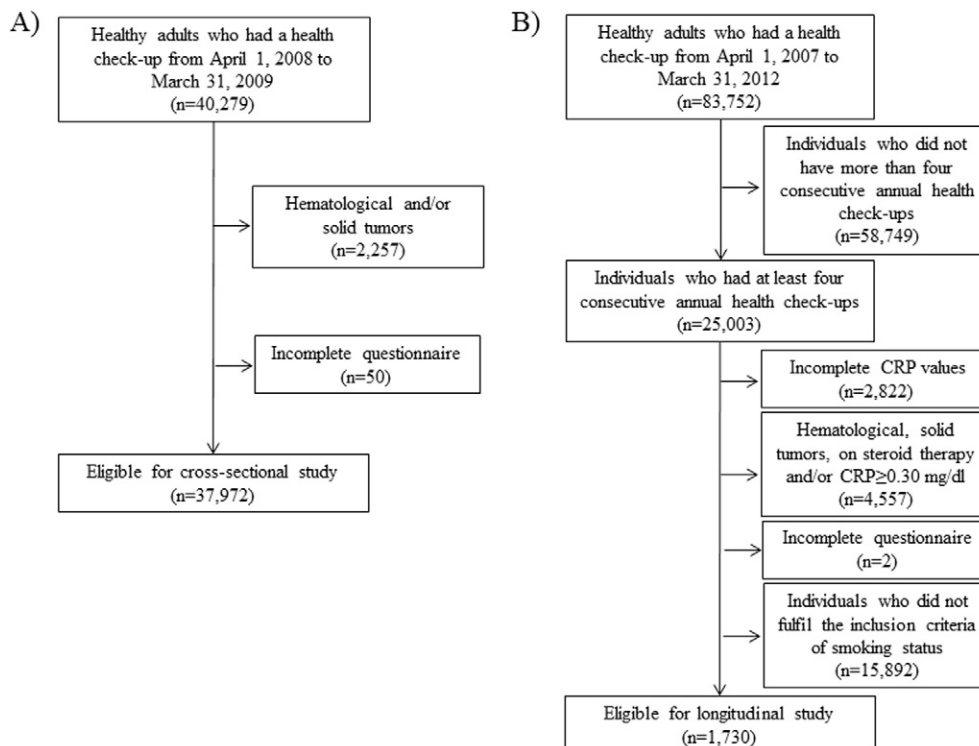 A)
Healthy adults who had a health
check-up from April 1, 2008 to
March 31, 2009
(n=40,279)
Hematological and/or
solid tumors
(n=2,257)
Incomplete questionnaire
(n=50)
Eligible for cross-sectional study
(n=37,972)
B)
Healthy adults who had a health
check-up from April 1, 2007 to
March 31, 2012
(n=83,752)
Individuals who did not
have more than four
consecutive annual health
check-ups
(n=58,749)
Individuals who had at least four
consecutive annual health check-ups
(n=25,003)
Incomplete CRP values
(n=2,822)
Hematological, solid
tumors, on steroid therapy
and/or CRP≥0.30 mg/dl
(n=4,557)
Incomplete questionnaire
(n=2)
Individuals who did not
fulfil the inclusion criteria
of smoking status
(n=15,892)
Eligible for longitudinal study
(n=1,730)